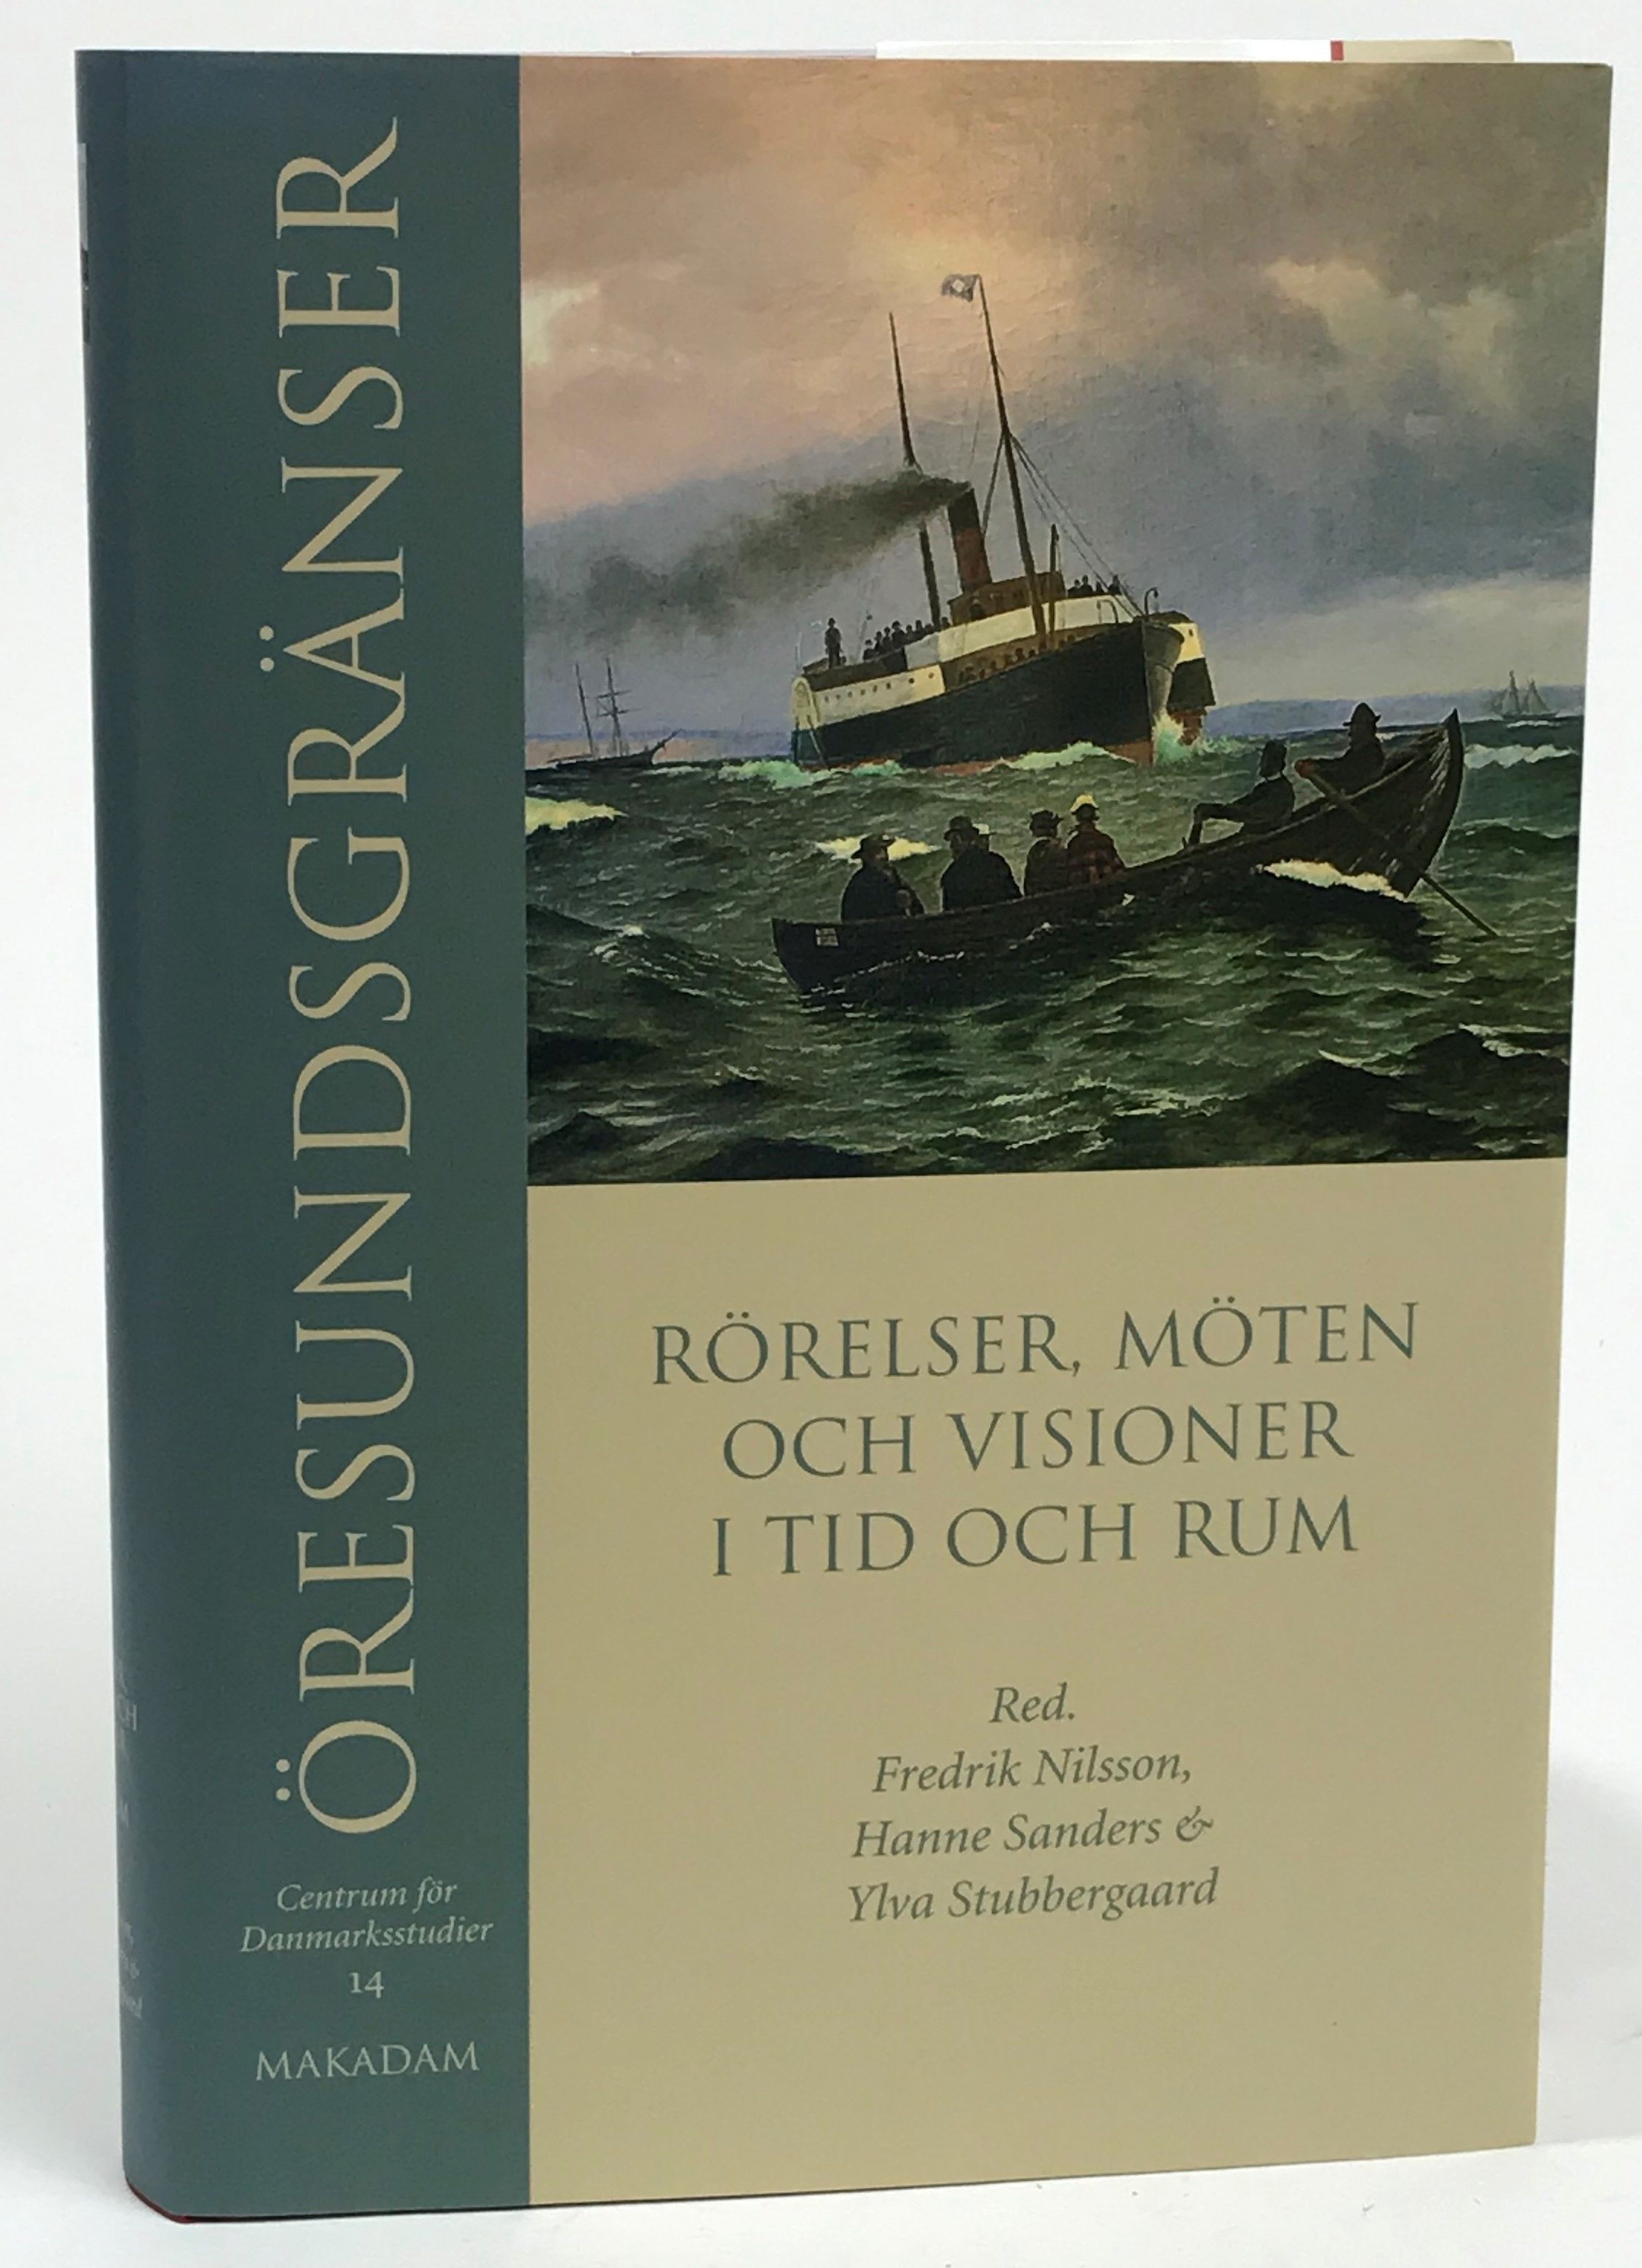 ÖRESUNDSGRÄNSER
Centrum för
Danmarksstudier
14
MAKADAM
RÖRELSER, MÖTEN
OCH VISIONER
I TID OCH RUM
Red.
Fredrik Nilsson,
Hanne Sanders &
Ylva Stubbergaard